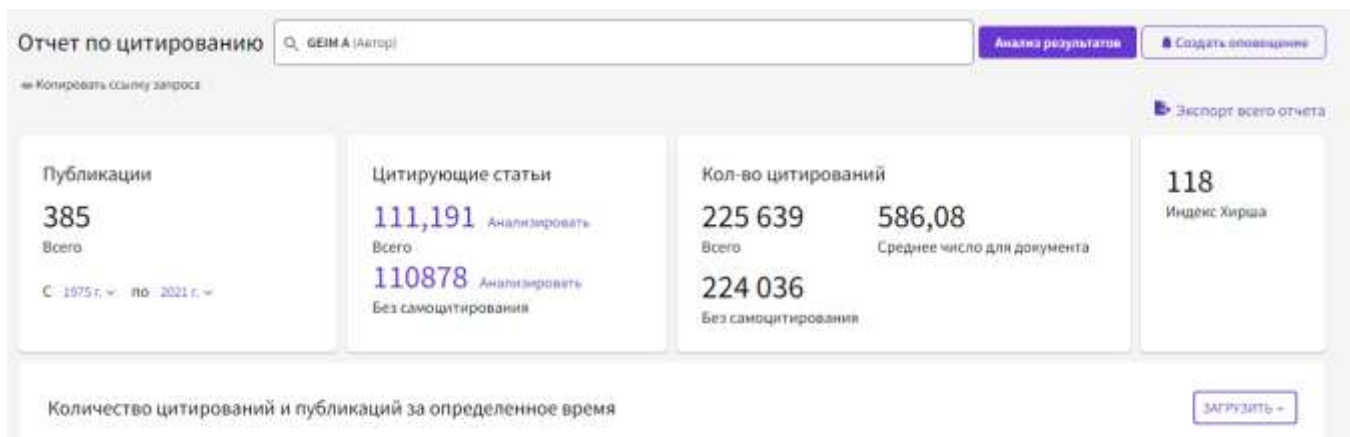 Отчет по цитированию
GEIM A (Автор)
Анализ результатов
Создать оповещение
Копировать ссылку запроса
Экспорт всего отчета
Публикации
385
Всего
С 1975 г. по 2021 г.
Цитирующие статьи
111,191 Анализировать
Всего
110878 Анализировать
Без самоцитирования
Кол-во цитирований
225 639
Всего
586,08
Среднее число для документа
224 036
Без самоцитирования
118
Индекс Хирша
Количество цитирований и публикаций за определенное время
ЗАГРУЗИТЬ